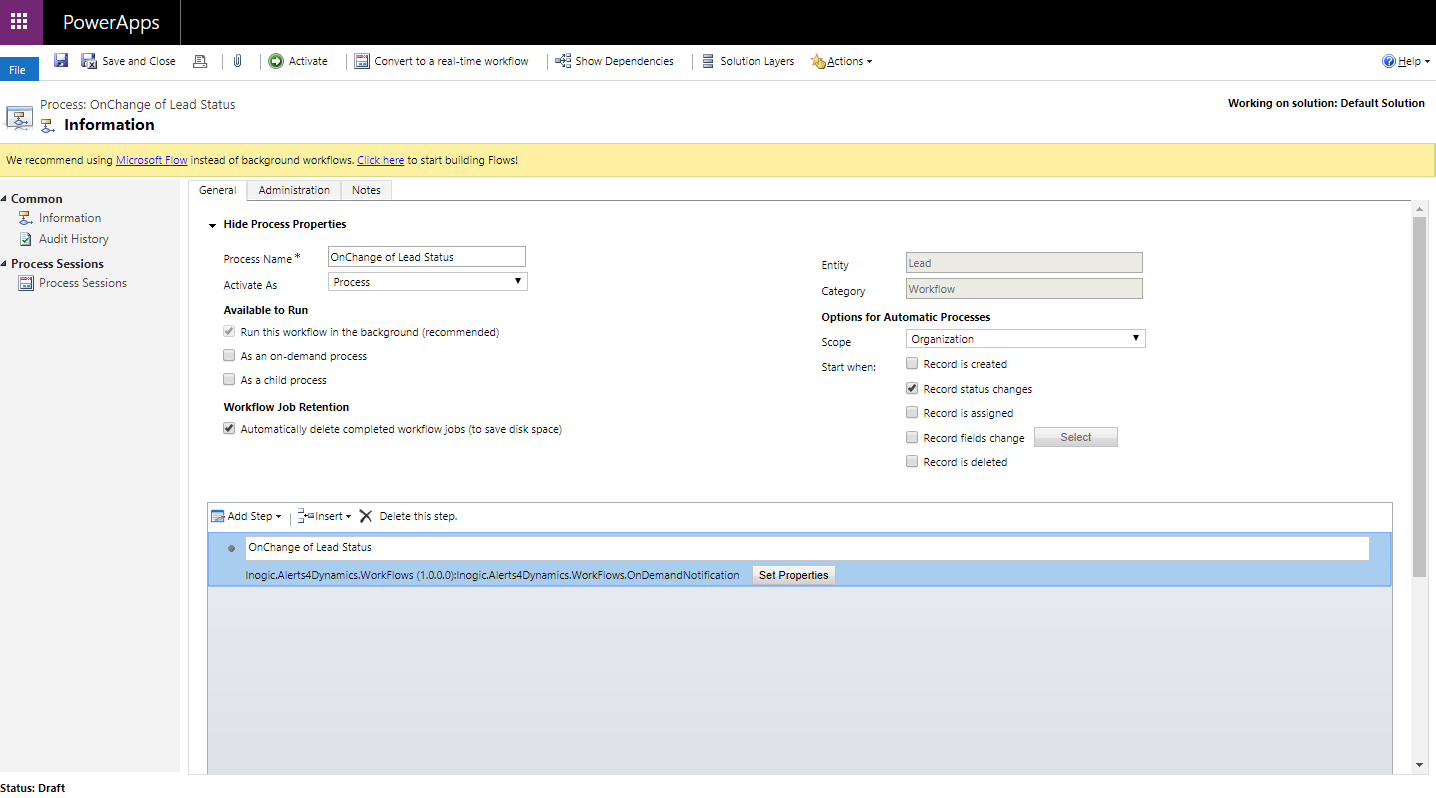 PowerApps
File
Save and Close
Activate
Convert to a real-time workflow
Show Dependencies
Solution Layers
Actions
Help
Process: OnChange of Lead Status
Information
Working on solution: Default Solution
We recommend using Microsoft Flow instead of background workflows. Click here to start building Flows!
Common
Information
Audit History
Process Sessions
Process Sessions
General
Administration
Notes
Hide Process Properties
Process Name *
OnChange of Lead Status
Activate As
Process
Available to Run
Run this workflow in the background (recommended)
As an on-demand process
As a child process
Workflow Job Retention
Automatically delete completed workflow jobs (to save disk space)
Entity
Lead
Category
Workflow
Options for Automatic Processes
Scope
Organization
Start when:
Record is created
Record status changes
Record is assigned
Record fields change
Select
Record is deleted
Add Step
Insert
Delete this step.
OnChange of Lead Status
Inogic.Alerts4Dynamics.WorkFlows (1.0.0.0):Inogic.Alerts4Dynamics.WorkFlows.OnDemandNotification
Set Properties
Status: Draft